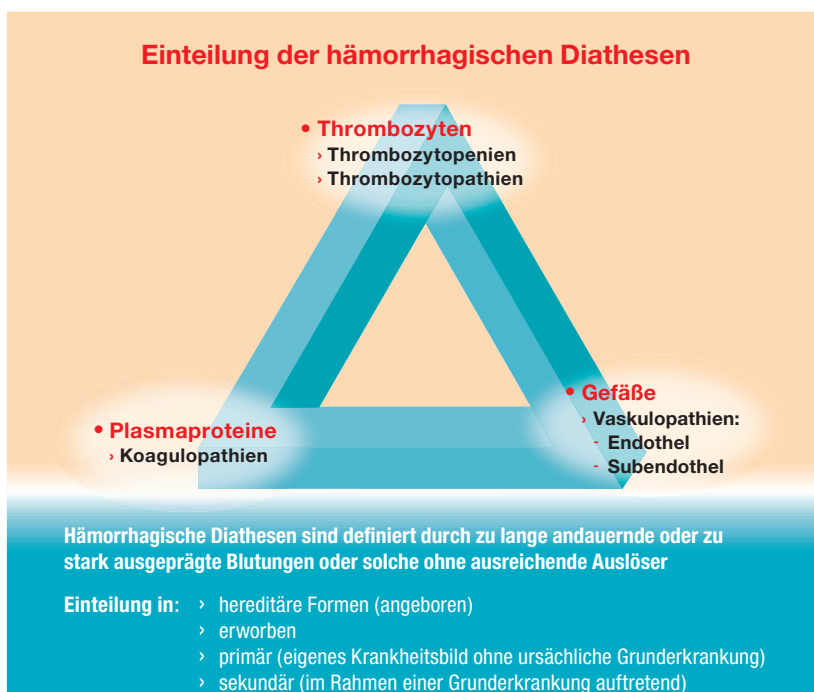 Einteilung der hämorrhagischen Diathesen
• Thrombozyten
› Thrombozytopenien
› Thrombozytopathien
• Gefäße
› Vaskulopathien:
- Endothel
- Subendothel
• Plasmaproteine
› Koagulopathien
Hämorrhagische Diathesen sind definiert durch zu lange andauernde oder zu
stark ausgeprägte Blutungen oder solche ohne ausreichende Auslöser
Einteilung in: › hereditäre Formen (angeboren)
› erworben
› primär (eigenes Krankheitsbild ohne ursächliche Grunderkrankung)
› sekundär (im Rahmen einer Grunderkrankung auftretend)